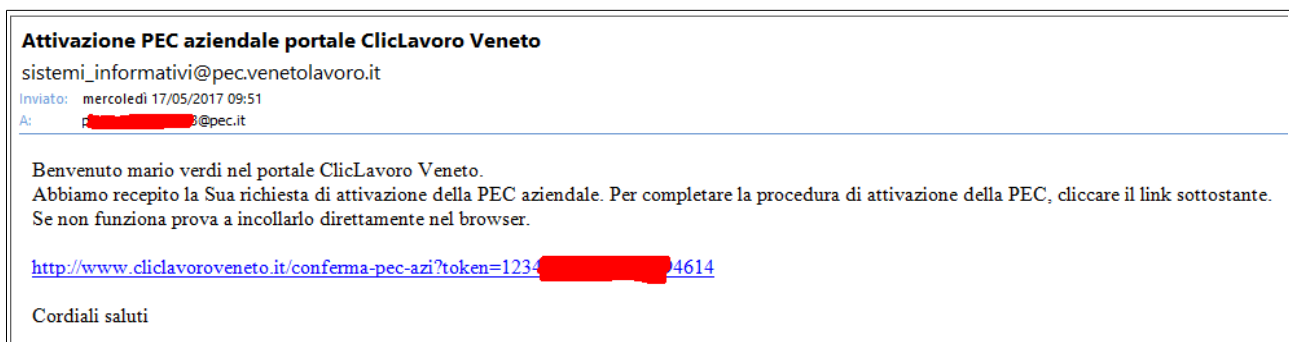 Attivazione PEC aziendale portale ClicLavoro Veneto
sistemi_informativi@pec.venetolavoro.it
Inviato: mercoledì 17/05/2017 09:51
A: @pec.it
Benvenuto mario verdi nel portale ClicLavoro Veneto.
Abbiamo recepito la Sua richiesta di attivazione della PEC aziendale. Per completare la procedura di attivazione della PEC, cliccare il link sottostante.
Se non funziona prova a incollarlo direttamente nel browser.
http://www.cliclavoroveneto.it/conferma-pec-azi?token=1234 4614
Cordiali saluti